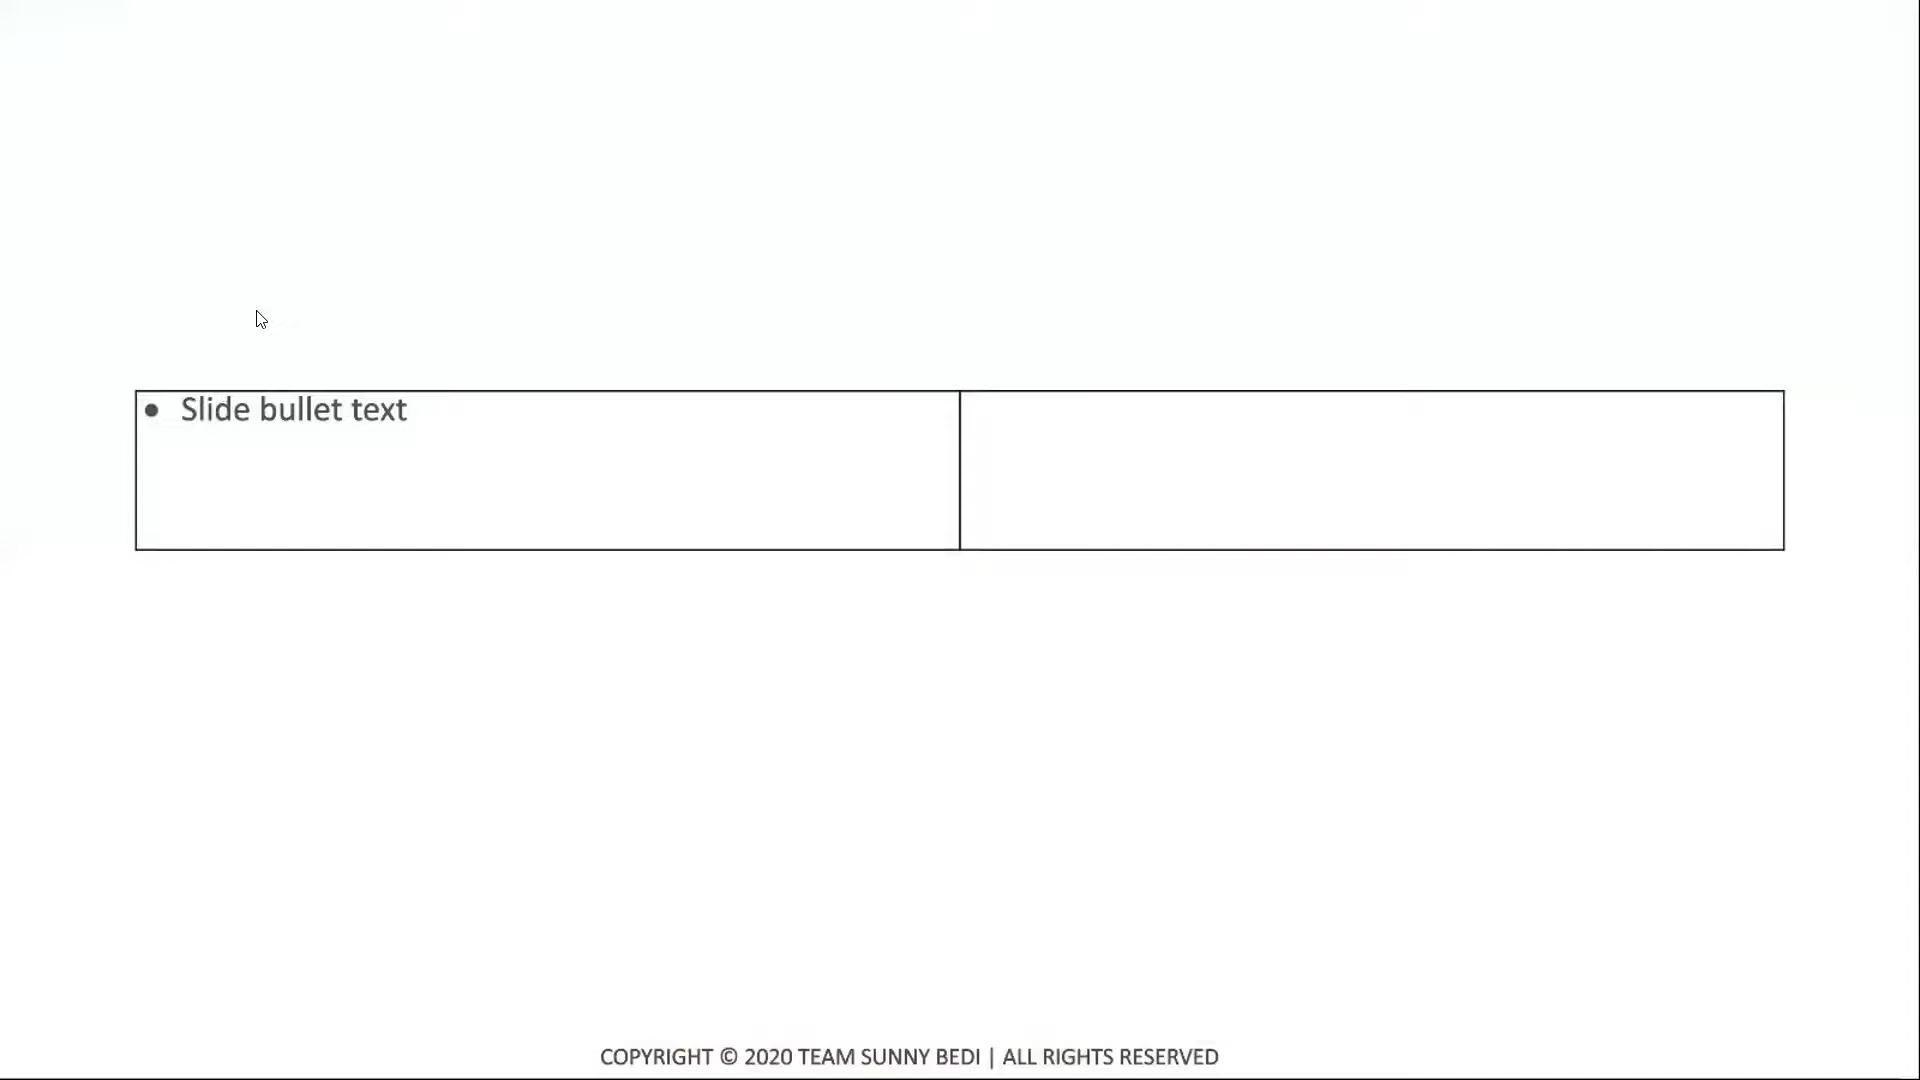 • Slide bullet text
COPYRIGHT © 2020 TEAM SUNNY BEDI | ALL RIGHTS RESERVED